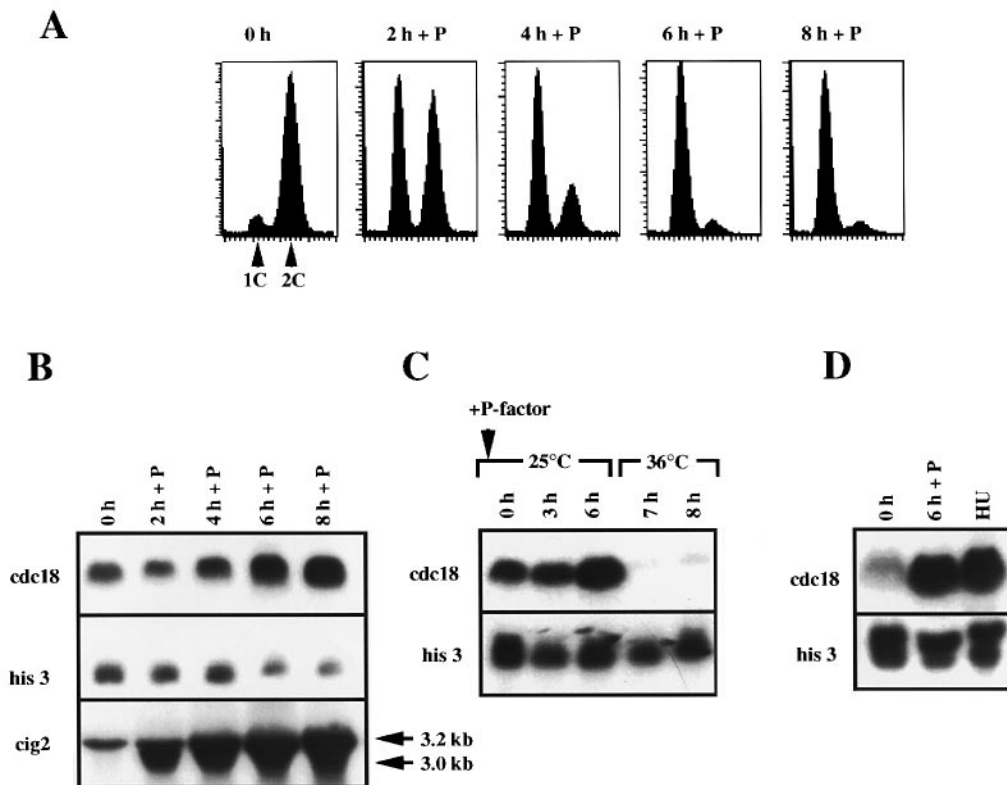 A
0 h 2 h + P 4 h + P 6 h + P 8 h + P
1C 2C
B
0 h 2 h + P 4 h + P 6 h + P 8 h + P
cdc18
his 3
cig2
3.2 kb
3.0 kb
C
+P-factor
25°C 36°C
0 h 3 h 6 h 7 h 8 h
cdc18
his 3
D
0 h 6 h + P HU
cdc18
his 3